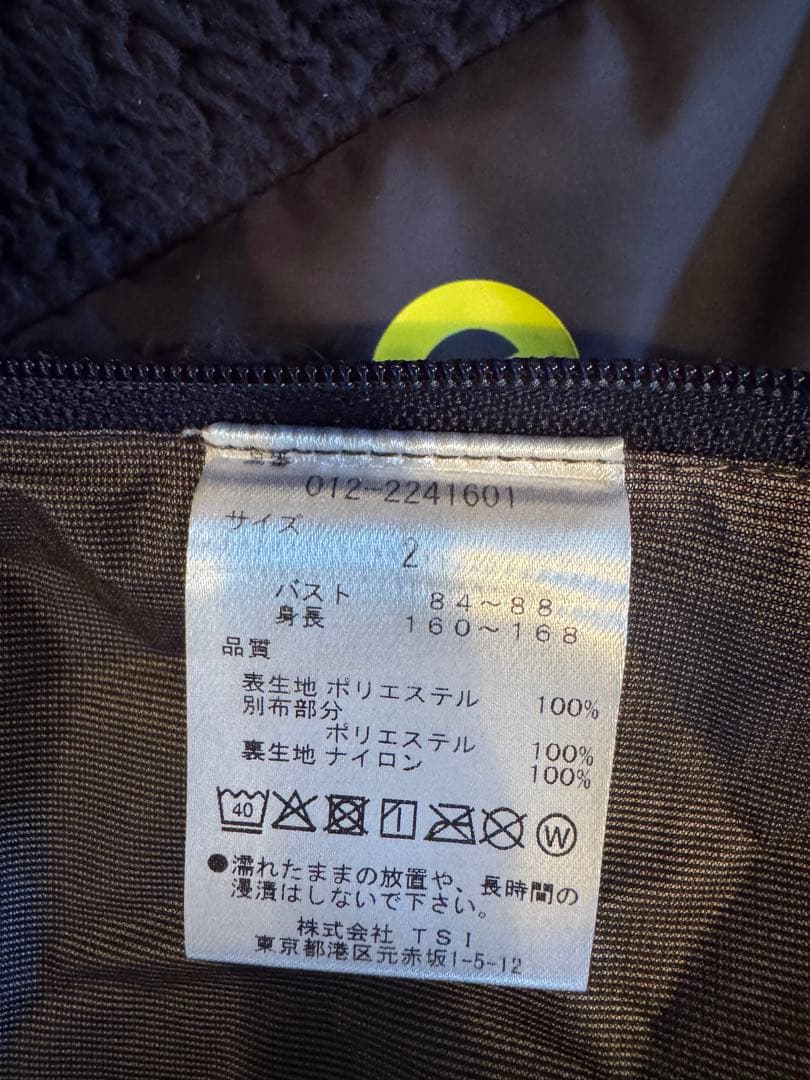 品番
012-2241601
サイズ
2
バスト 84～88
身長 160～168
品質
表生地 ポリエステル 100%
別布部分
ポリエステル 100%
裏生地 ナイロン 100%
40 W
●濡れたままの放置や、長時間の
浸漬はしないで下さい。
株式会社 TSI
東京都港区元赤坂1-5-12